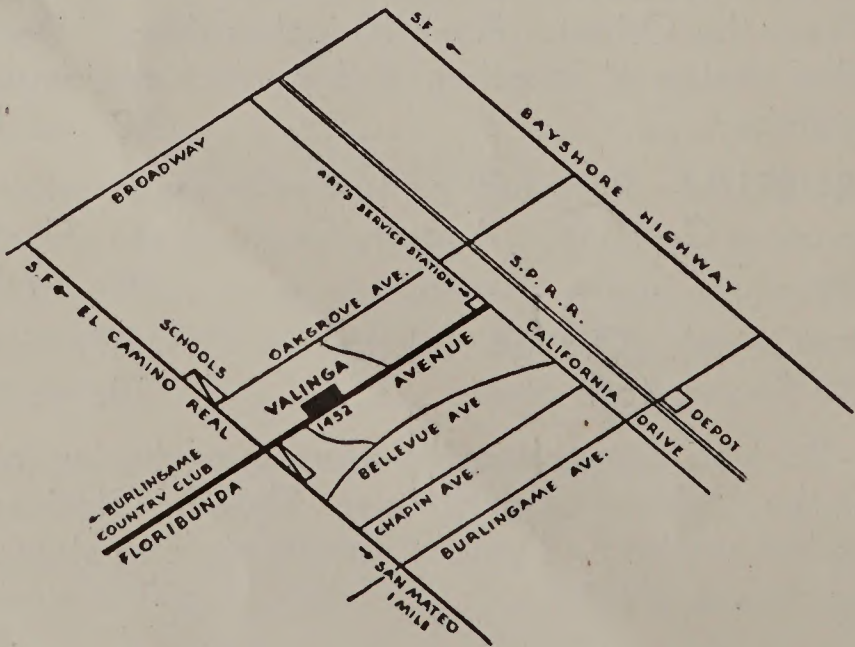 S.F.
BAYSHORE HIGHWAY
BROADWAY
ART'S SERVICE STATION
S.P.R.R.
S.F.
EL CAMINO REAL
SCHOOLS
OAKGROVE AVE.
CALIFORNIA DRIVE
VALINGA
1452
AVENUE
BELLEVUE AVE
DEPOT
BURLINGAME
COUNTRY CLUB
FLORIBUNDA
CHAPIN AVE.
BURLINGAME AVE.
SAN MATEO
1 MILE